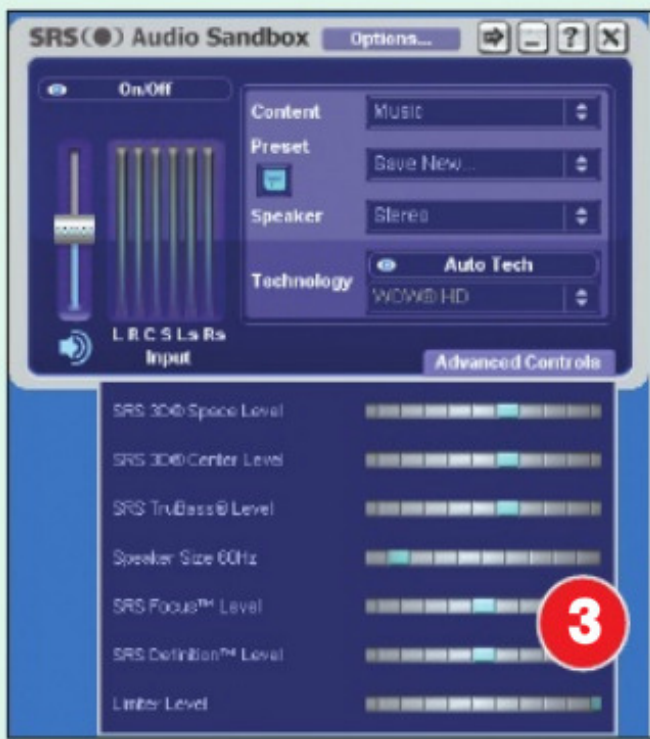 SRS(●) Audio Sandbox Options...
On/Off
Content Music
Preset Save New...
Speaker Stereo
Technology Auto Tech
WOW® HD
L R C S Ls Rs
Input
Advanced Controls
SRS 3D® Space Level
SRS 3D® Center Level
SRS TruBass® Level
Speaker Size 60Hz
SRS Focus™ Level
3
SRS Definition™ Level
Limiter Level